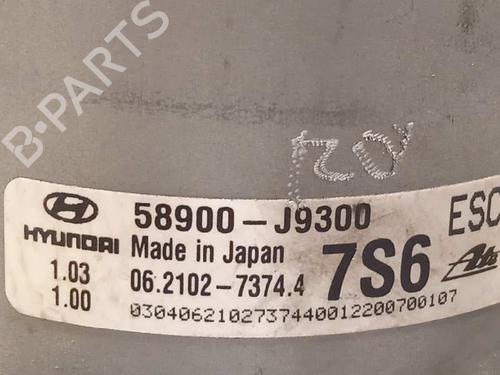 B-PARTS
58900-J9300 ESC
HYUNDAI Made in Japan 7S6 Ate
1.03 06.2102-7374.4
1.00 0304062102737440012200700107